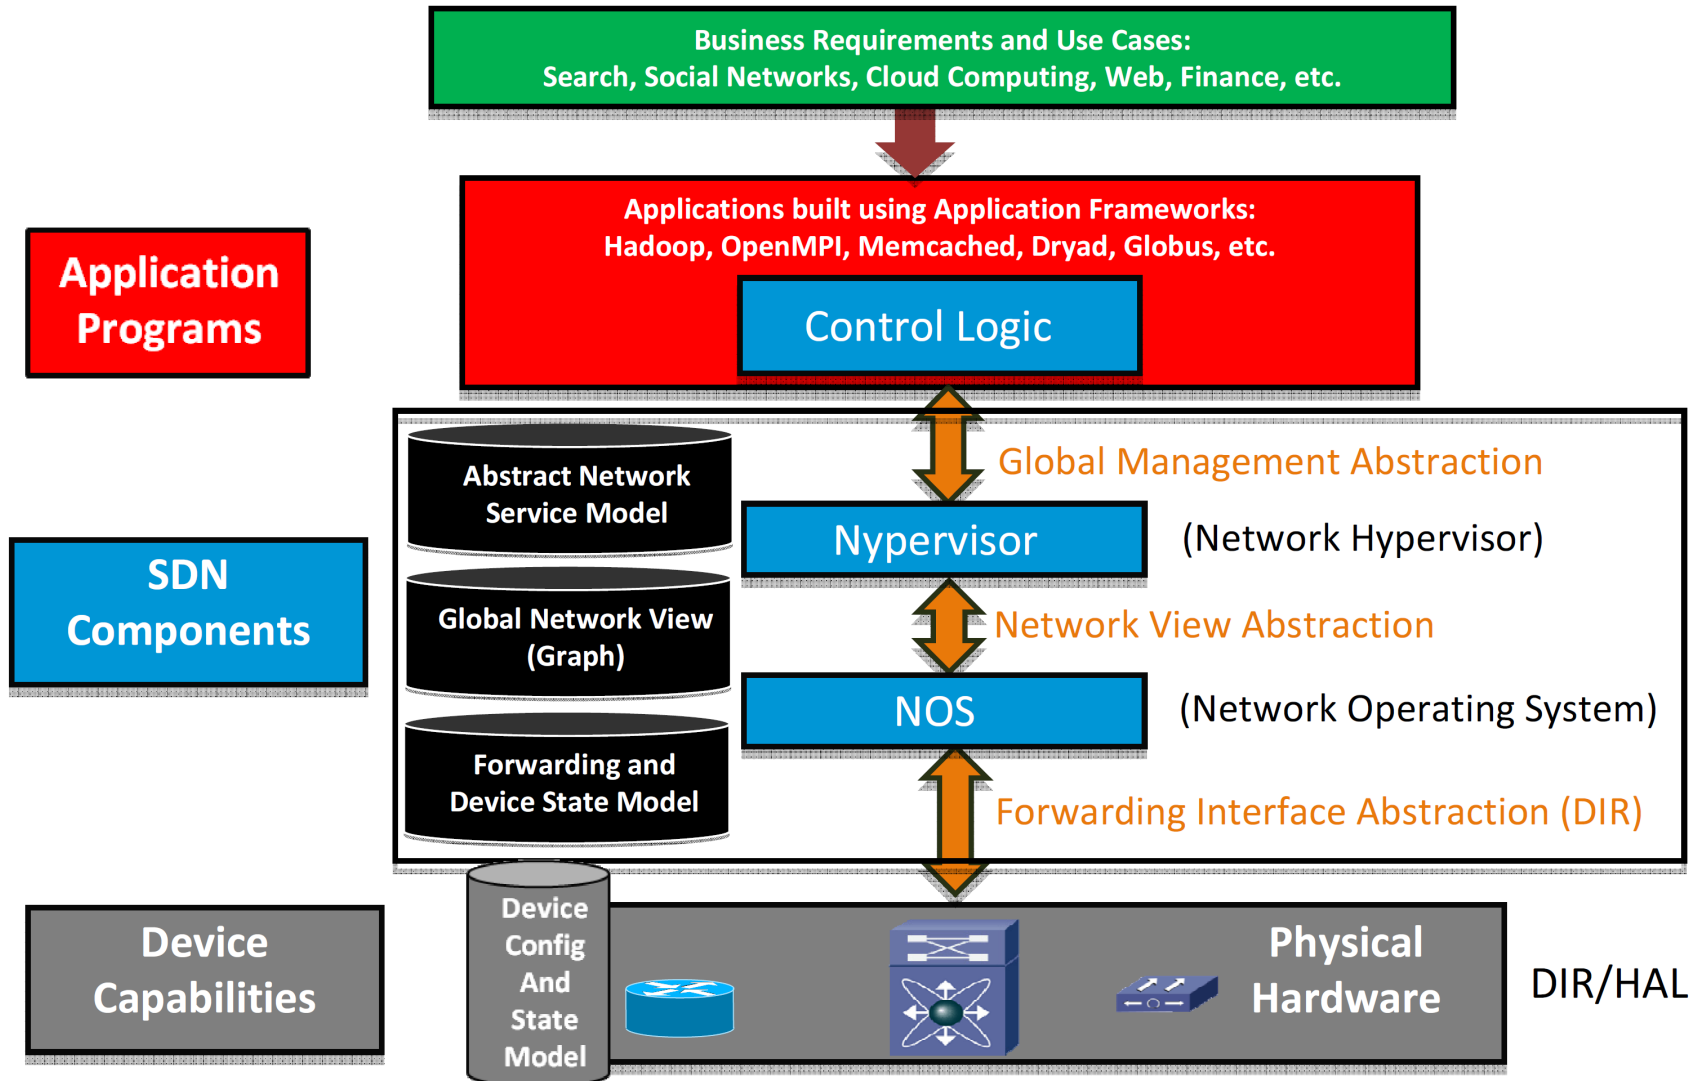 Business Requirements and Use Cases:
Search, Social Networks, Cloud Computing, Web, Finance, etc.
Applications built using Application Frameworks:
Hadoop, OpenMPI, Memcached, Dryad, Globus, etc.
Control Logic
Application
Programs
Global Management Abstraction
Abstract Network
Service Model
Nypervisor
(Network Hypervisor)
SDN
Components
Global Network View
(Graph)
Network View Abstraction
NOS
(Network Operating System)
Forwarding and
Device State Model
Forwarding Interface Abstraction (DIR)
Device
Capabilities
Device
Config
And
State
Model
Physical
Hardware
DIR/HAL